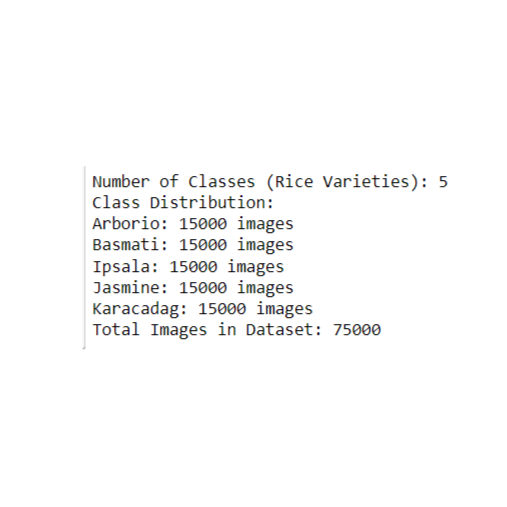 Number of Classes (Rice Varieties): 5
Class Distribution:
Arborio: 15000 images
Basmati: 15000 images
Ipsala: 15000 images
Jasmine: 15000 images
Karacadag: 15000 images
Total Images in Dataset: 75000